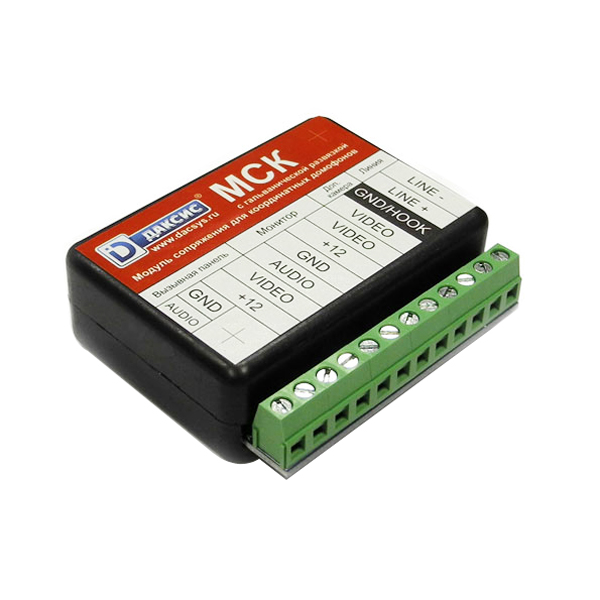 D ДАКСИС ®
www.dacsys.ru
МСК
с гальванической развязкой
Модуль сопряжения для координатных домофонов
Вызывная панель
Монитор
Доп. камера
Линия
AUDIO
GND
+12
VIDEO
AUDIO
GND
+12
VIDEO
VIDEO
GND/HOOK
LINE +
LINE -